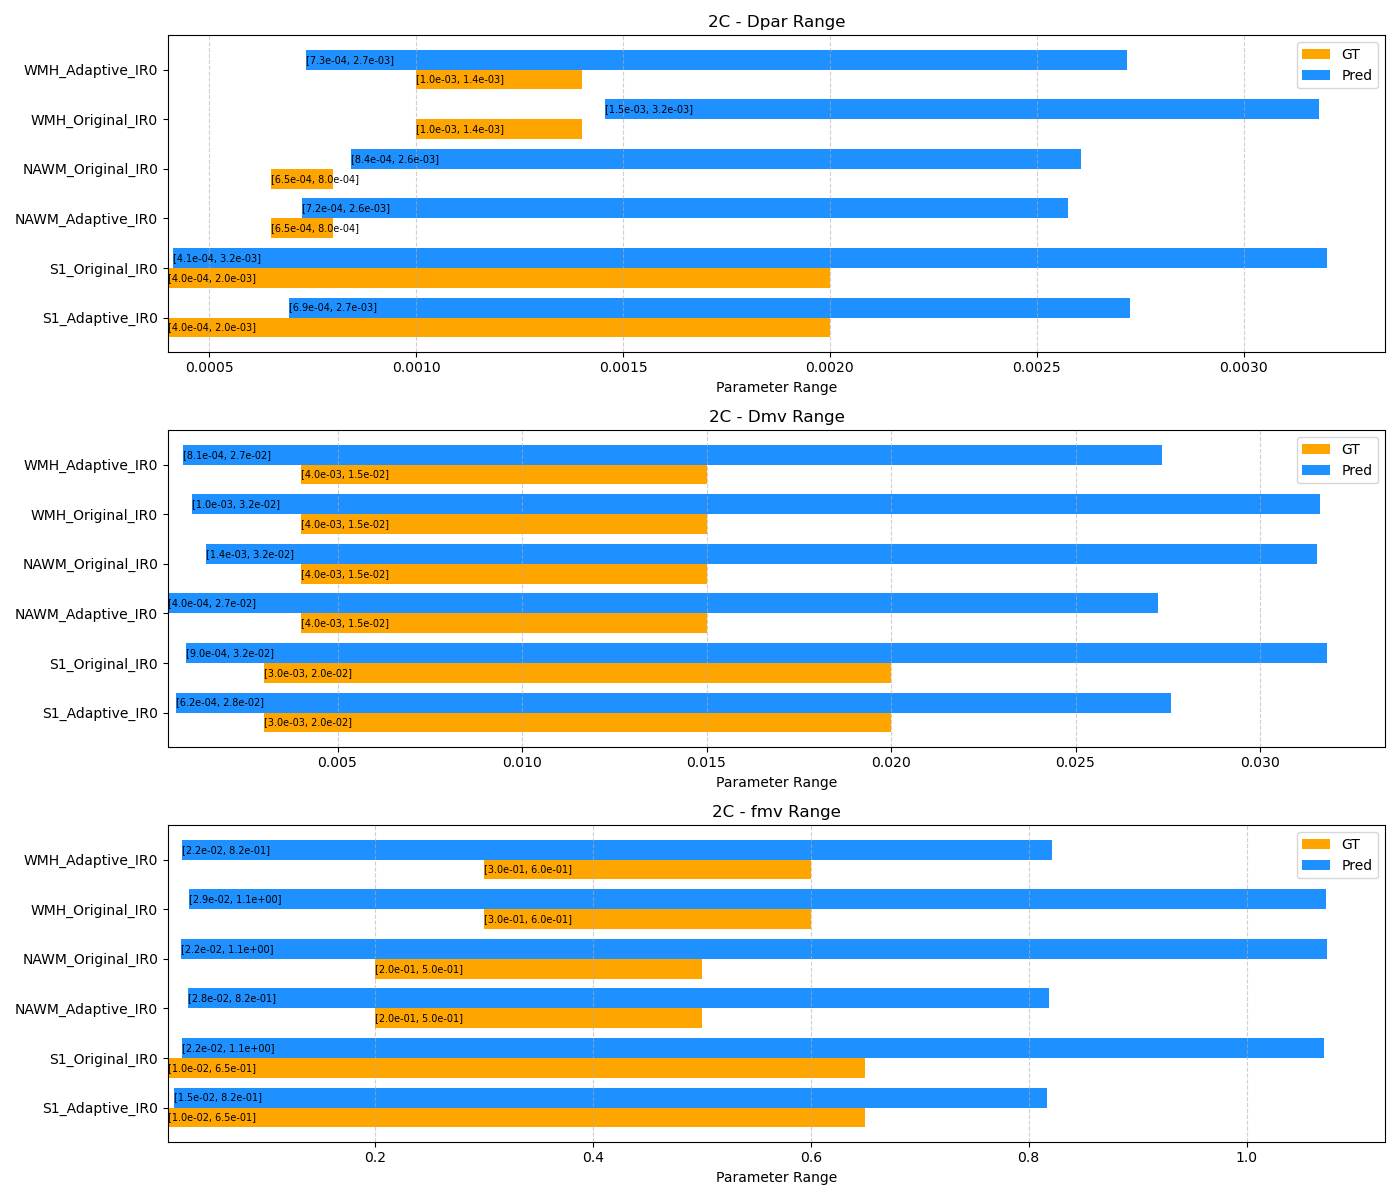 2C - Dpar Range
GT
Pred
WMH_Adaptive_IR0
[7.3e-04, 2.7e-03]
[1.0e-03, 1.4e-03]
WMH_Original_IR0
[1.5e-03, 3.2e-03]
[1.0e-03, 1.4e-03]
NAWM_Original_IR0
[8.4e-04, 2.6e-03]
[6.5e-04, 8.0e-04]
NAWM_Adaptive_IR0
[7.2e-04, 2.6e-03]
[6.5e-04, 8.0e-04]
S1_Original_IR0
[4.1e-04, 3.2e-03]
[4.0e-04, 2.0e-03]
S1_Adaptive_IR0
[6.9e-04, 2.7e-03]
[4.0e-04, 2.0e-03]
0.0005 0.0010 0.0015 0.0020 0.0025 0.0030
Parameter Range
2C - Dmv Range
GT
Pred
WMH_Adaptive_IR0
[8.1e-04, 2.7e-02]
[4.0e-03, 1.5e-02]
WMH_Original_IR0
[1.0e-03, 3.2e-02]
[4.0e-03, 1.5e-02]
NAWM_Original_IR0
[1.4e-03, 3.2e-02]
[4.0e-03, 1.5e-02]
NAWM_Adaptive_IR0
[4.0e-04, 2.7e-02]
[4.0e-03, 1.5e-02]
S1_Original_IR0
[9.0e-04, 3.2e-02]
[3.0e-03, 2.0e-02]
S1_Adaptive_IR0
[6.2e-04, 2.8e-02]
[3.0e-03, 2.0e-02]
0.005 0.010 0.015 0.020 0.025 0.030
Parameter Range
2C - fmv Range
GT
Pred
WMH_Adaptive_IR0
[2.2e-02, 8.2e-01]
[3.0e-01, 6.0e-01]
WMH_Original_IR0
[2.9e-02, 1.1e+00]
[3.0e-01, 6.0e-01]
NAWM_Original_IR0
[2.2e-02, 1.1e+00]
[2.0e-01, 5.0e-01]
NAWM_Adaptive_IR0
[2.8e-02, 8.2e-01]
[2.0e-01, 5.0e-01]
S1_Original_IR0
[2.2e-02, 1.1e+00]
[1.0e-02, 6.5e-01]
S1_Adaptive_IR0
[1.5e-02, 8.2e-01]
[1.0e-02, 6.5e-01]
0.2 0.4 0.6 0.8 1.0
Parameter Range